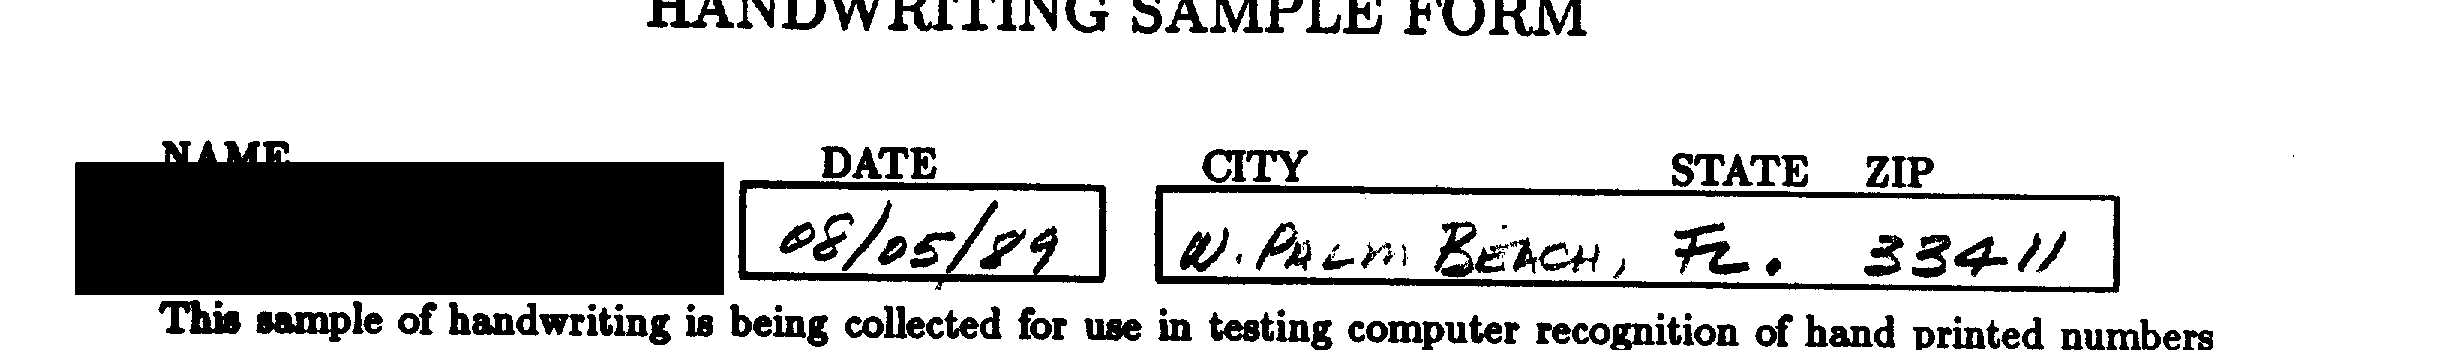 HANDWRITING SAMPLE FORM
NAME DATE CITY STATE ZIP
08/05/89 W. PALM BEACH, FL. 33411
This sample of handwriting is being collected for use in testing computer recognition of hand printed numbers